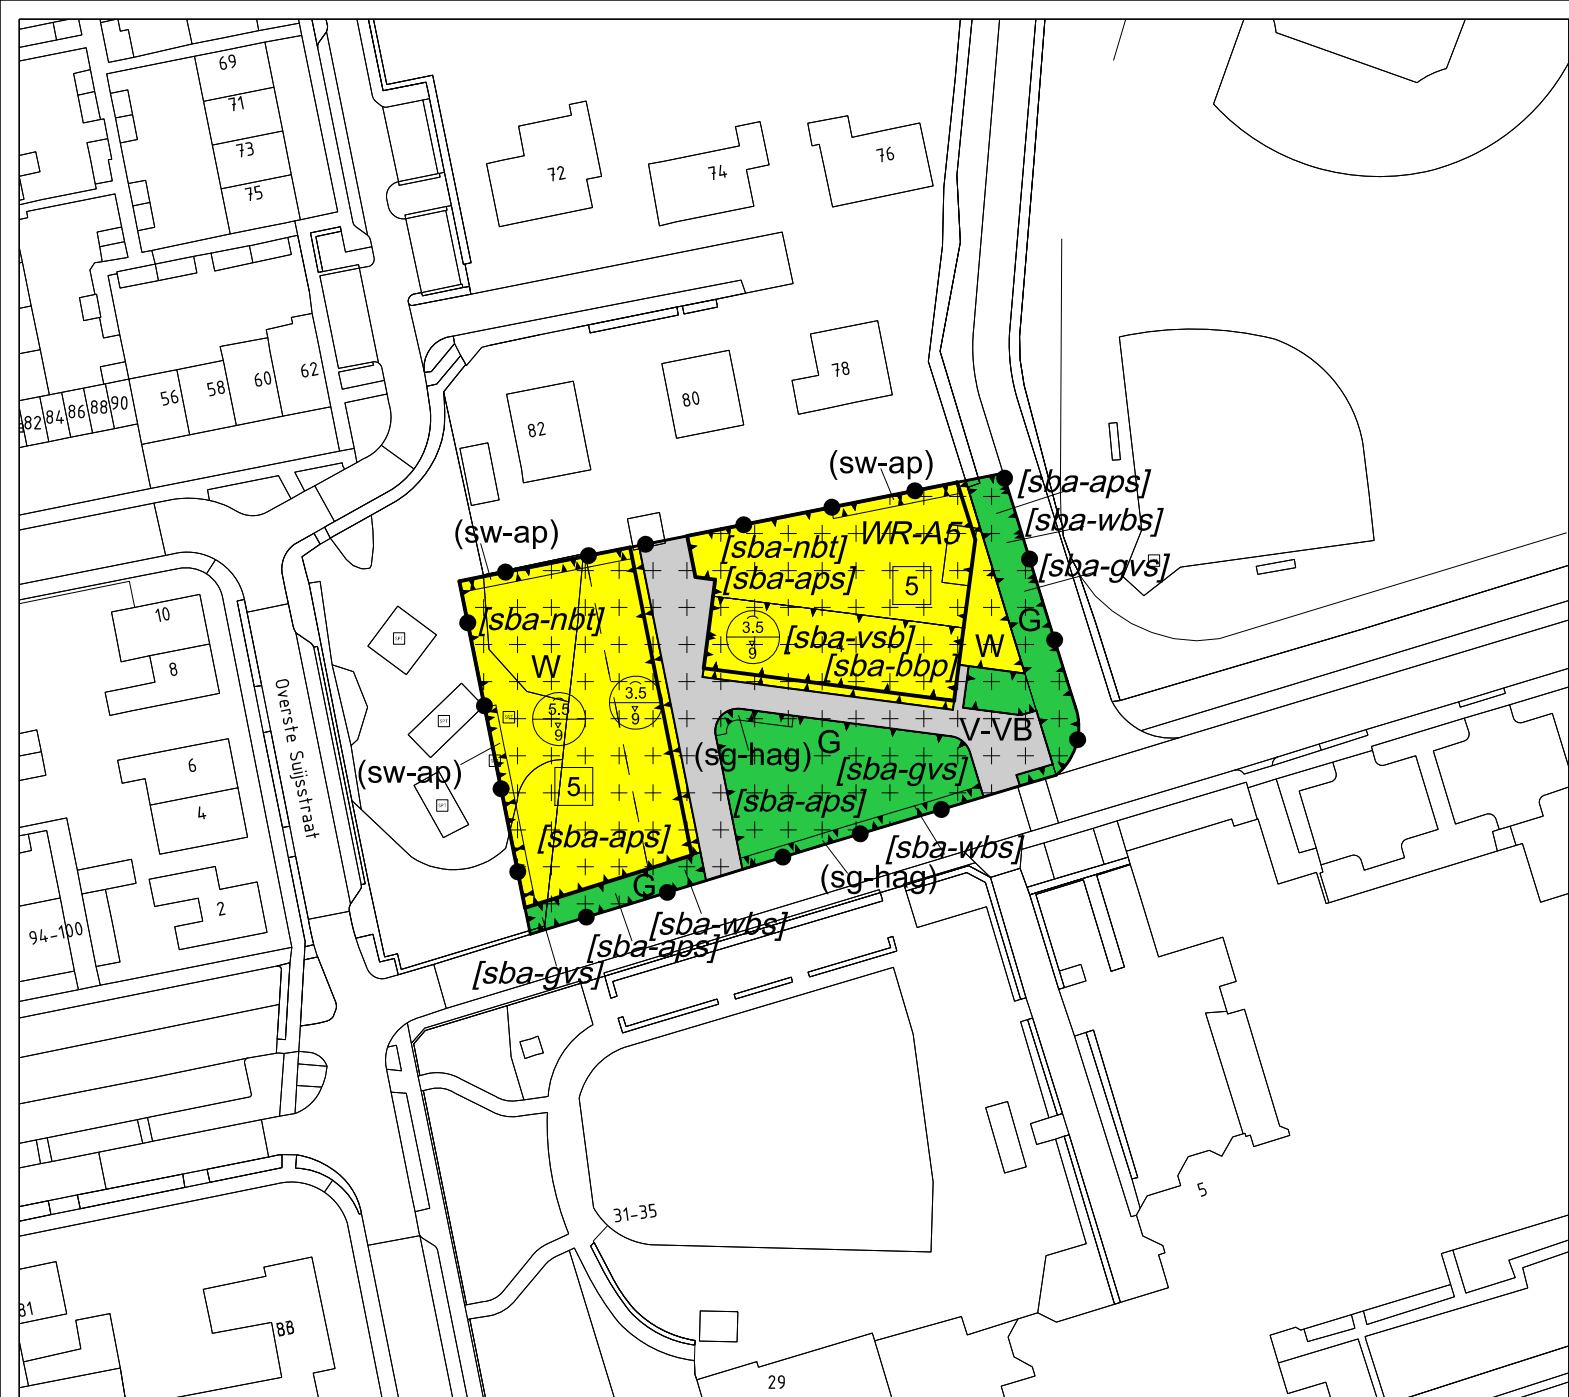 69
71
73
75
72
74
76
78
80
82
62
60
58
56
82 84 86 88 90
(sw-ap)
[sba-aps]
[sba-wbs]
[sba-gvs]
(sw-ap)
WR-A5
[sba-nbt]
[sba-aps]
5
G
W
3.5
9
[sba-vsb]
[sba-bbp]
[sba-nbt]
W
5.5
9
3.5
9
5
[sba-aps]
V-VB
G
(sg-hag)
[sba-gvs]
[sba-aps]
(sw-ap)
[sba-wbs]
(sg-hag)
G
[sba-wbs]
[sba-aps]
[sba-gvs]
10
8
6
4
2
94-100
Overste Suijsstraat
31-35
5
81
88
29